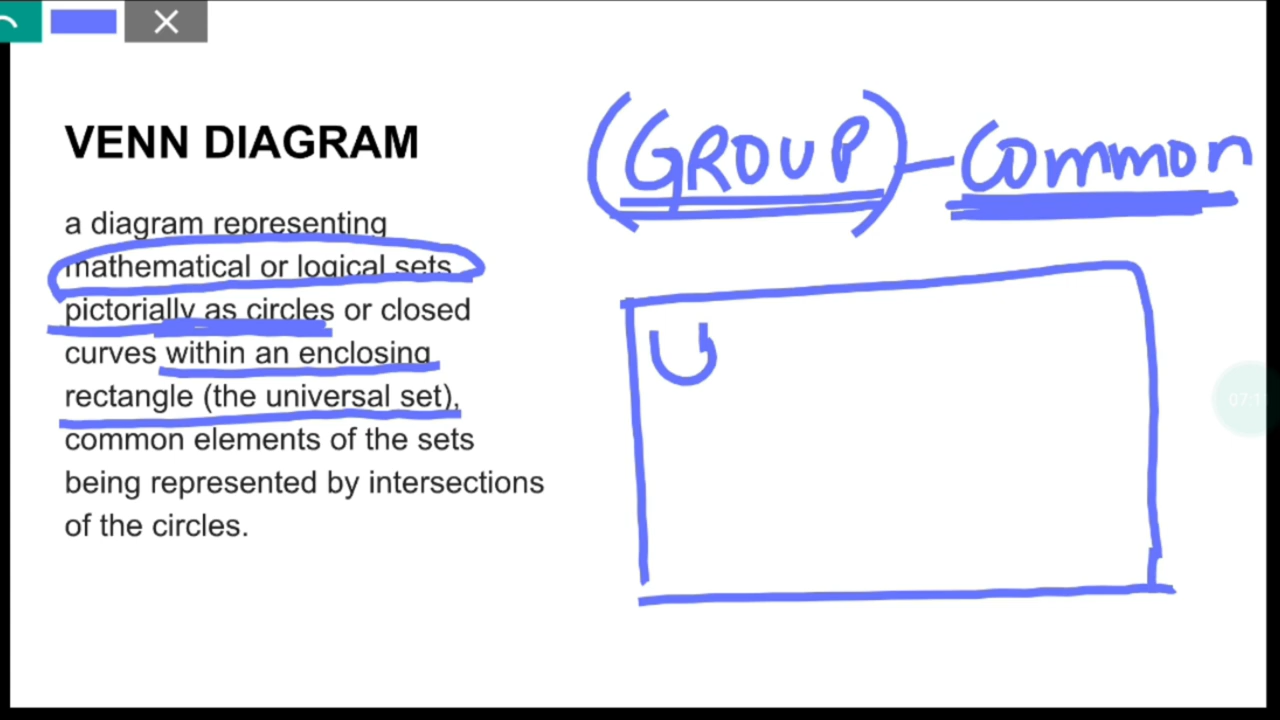 VENN DIAGRAM
a diagram representing
mathematical or logical sets
pictorially as circles or closed
curves within an enclosing
rectangle (the universal set),
common elements of the sets
being represented by intersections
of the circles.
(GROUP) - Common
U